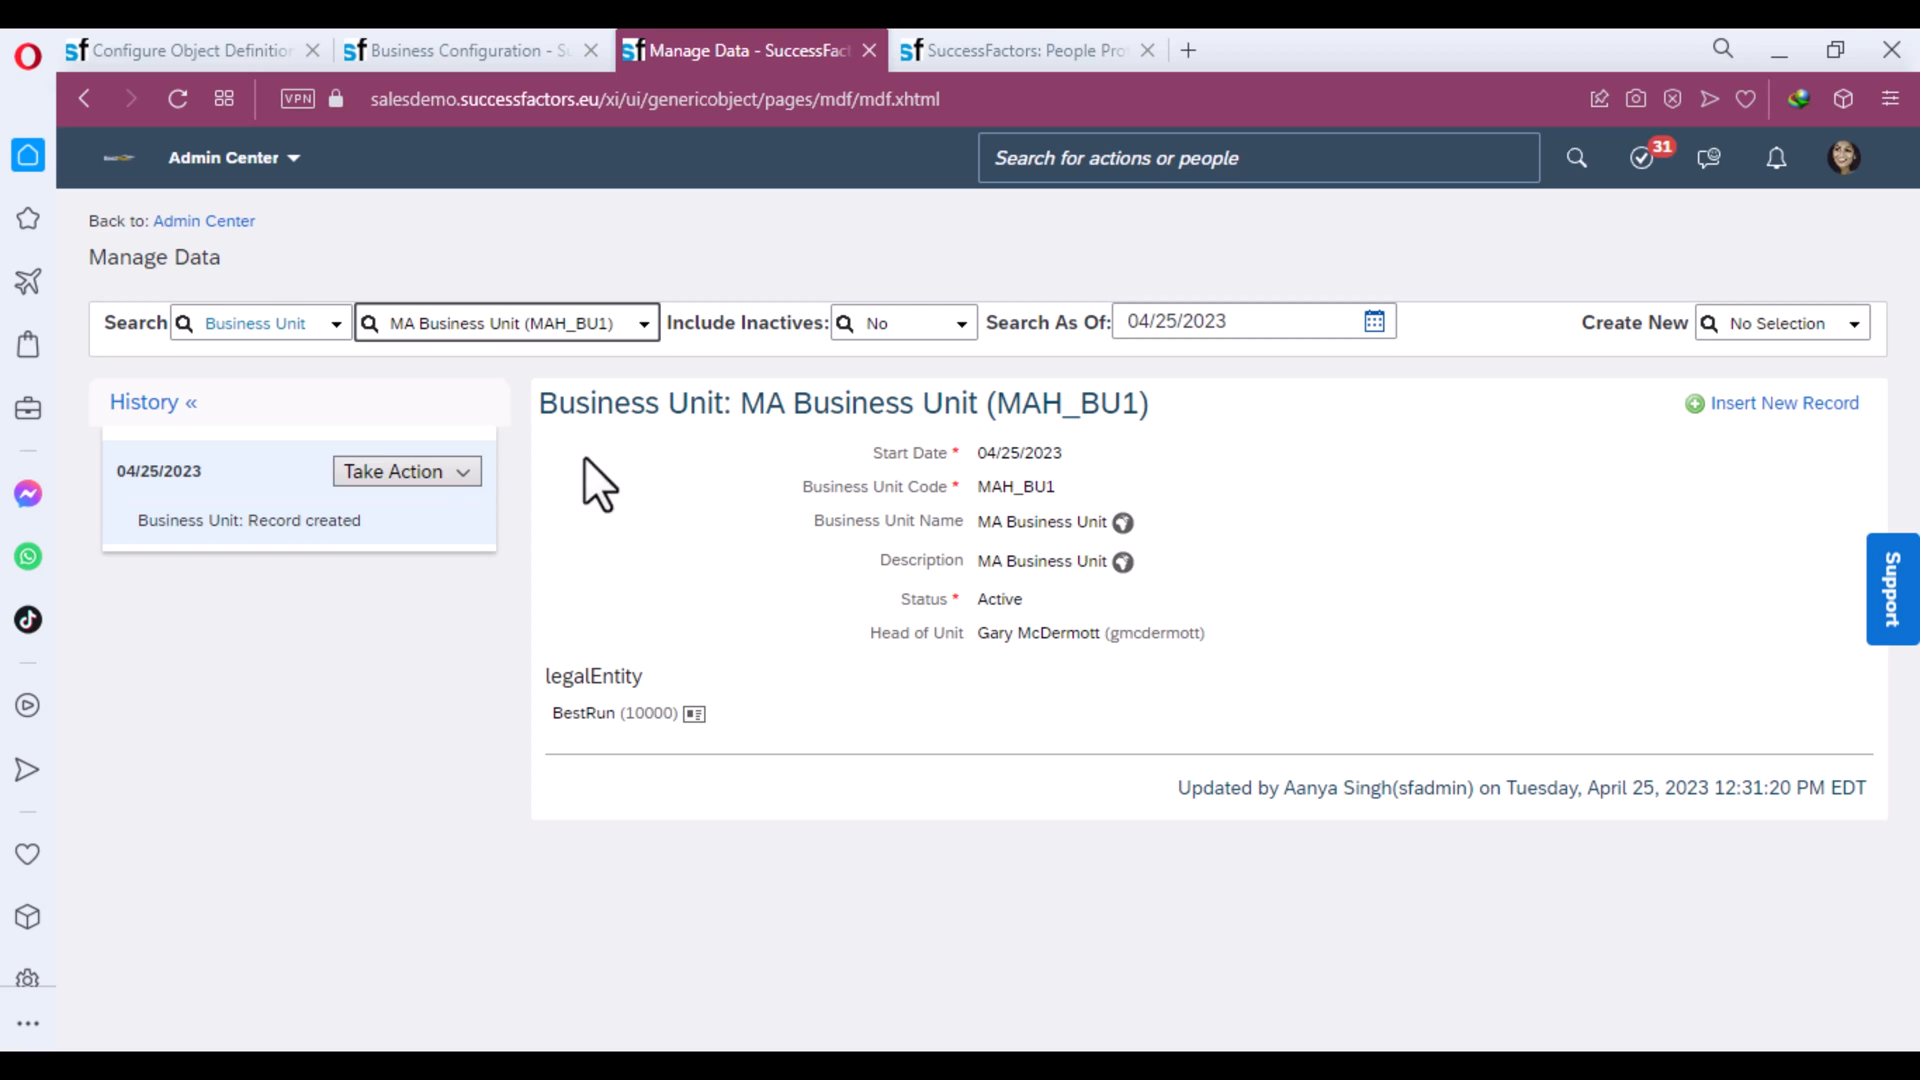 Configure Object Definition
Business Configuration - Su
Manage Data - SuccessFact
SuccessFactors: People Pro
VPN
salesdemo.successfactors.eu/xi/ui/genericobject/pages/mdf/mdf.xhtml
Admin Center
Search for actions or people
31
Back to: Admin Center
Manage Data
Search Business Unit MA Business Unit (MAH_BU1) Include Inactives: No Search As Of: 04/25/2023 Create New No Selection
History «
Business Unit: MA Business Unit (MAH_BU1)
Insert New Record
04/25/2023 Take Action
Business Unit: Record created
Start Date * 04/25/2023
Business Unit Code * MAH_BU1
Business Unit Name MA Business Unit
Description MA Business Unit
Status * Active
Head of Unit Gary McDermott (gmcdermott)
legalEntity
BestRun (10000)
Updated by Aanya Singh(sfadmin) on Tuesday, April 25, 2023 12:31:20 PM EDT
Support